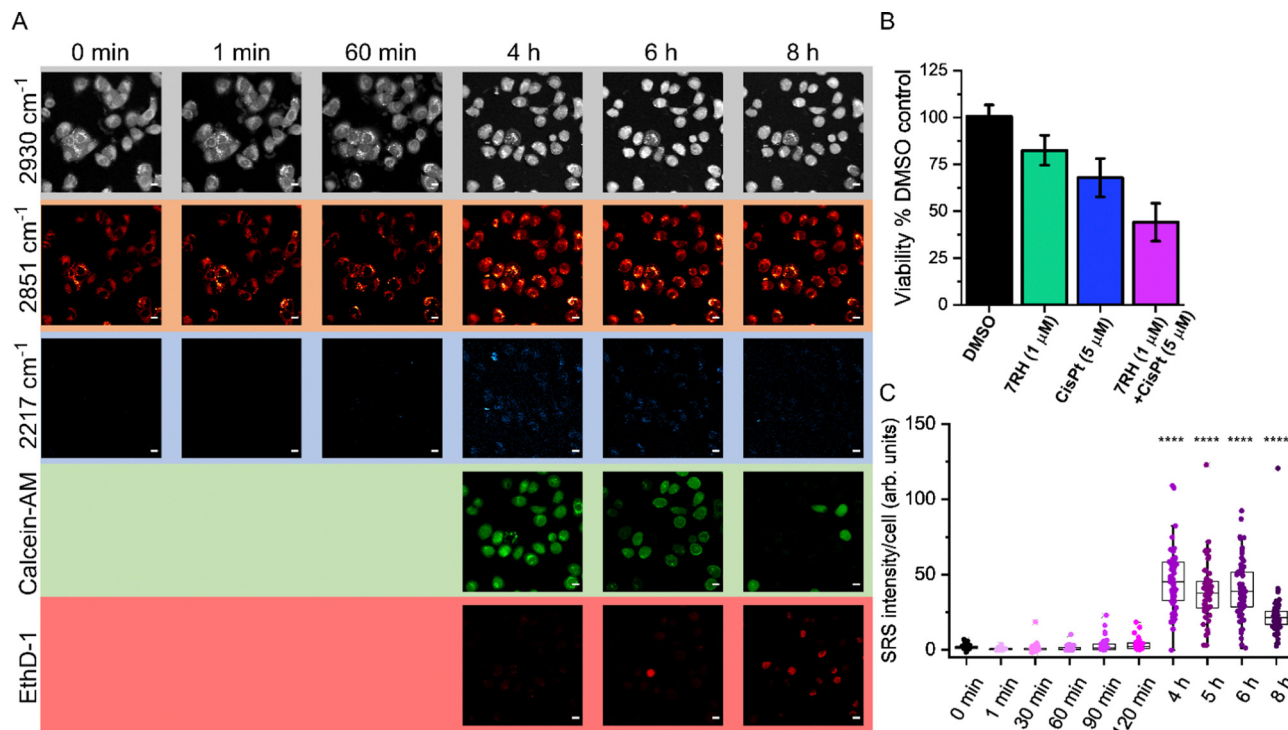 A
0 min 1 min 60 min 4 h 6 h 8 h
2930 cm⁻¹
2851 cm⁻¹
2217 cm⁻¹
Calcein-AM
EthID-1
B
Viability % DMSO control
125
100
75
50
25
0
DMSO
7RH (1 μM)
CisPt (5 μM)
7RH (1 μM)
+CisPt (5 μM)
C
SRS intensity/cell (arb. units)
150
100
50
0
**** **** **** ****
0 min
1 min
30 min
60 min
90 min
120 min
4 h
5 h
6 h
8 h